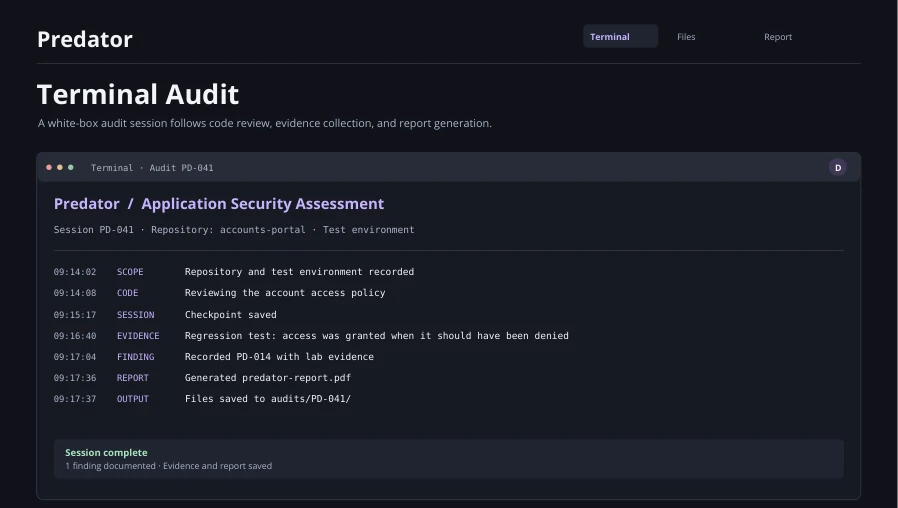 Predator
Terminal
Files
Report
Terminal Audit
A white-box audit session follows code review, evidence collection, and report generation.
Terminal · Audit PD-041
D
Predator / Application Security Assessment
Session PD-041 · Repository: accounts-portal · Test environment
09:14:02 SCOPE Repository and test environment recorded
09:14:08 CODE Reviewing the account access policy
09:15:17 SESSION Checkpoint saved
09:16:40 EVIDENCE Regression test: access was granted when it should have been denied
09:17:04 FINDING Recorded PD-014 with lab evidence
09:17:36 REPORT Generated predator-report.pdf
09:17:37 OUTPUT Files saved to audits/PD-041/
Session complete
1 finding documented · Evidence and report saved